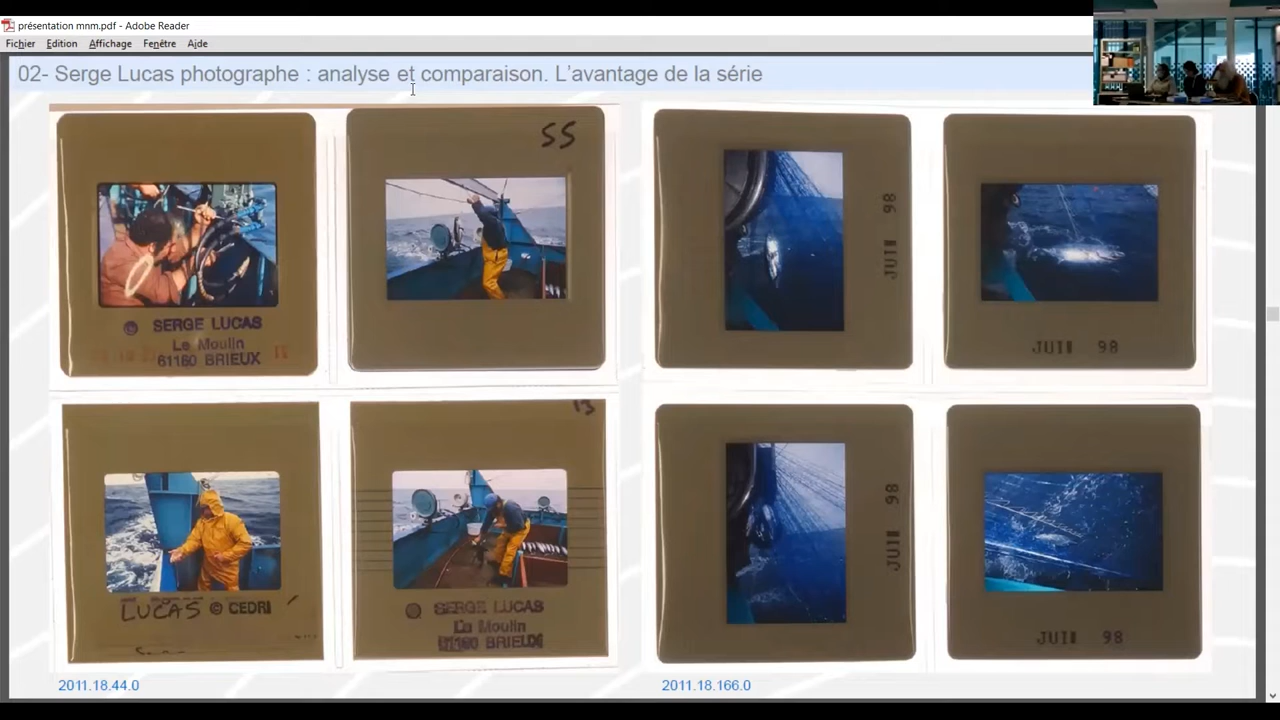 présentation mnm.pdf - Adobe Reader
Fichier Edition Affichage Fenêtre Aide
02- Serge Lucas photographe : analyse et comparaison. L'avantage de la série
SERGE LUCAS
Le Moulin
61160 BRIEUX
55
JUIN 98
JUIN 98
LUCAS © CEDRI
13
SERGE LUCAS
Le Moulin
61160 BRIEUX
JUIN 98
JUIN 98
2011.18.44.0
2011.18.166.0